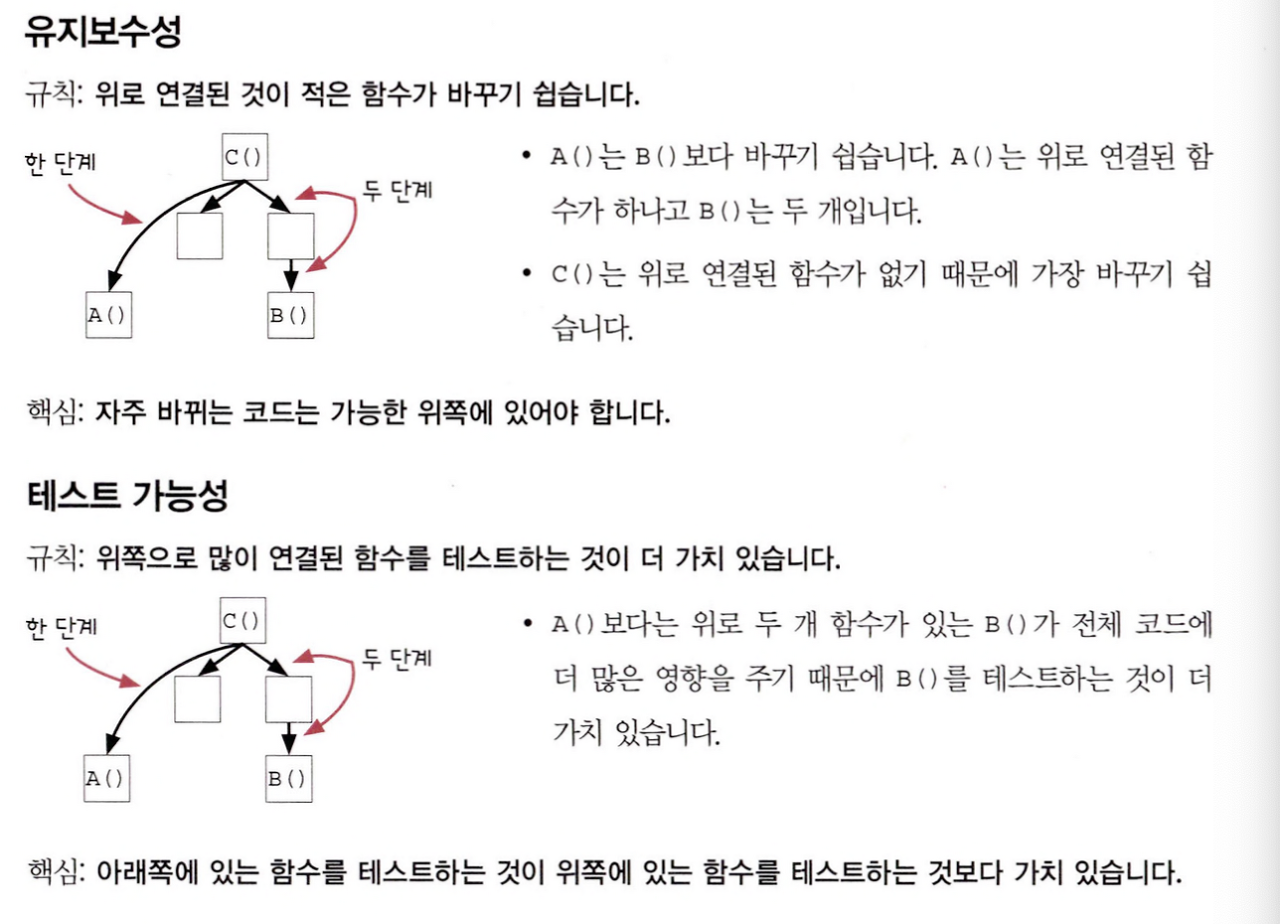 유지보수성
규칙: 위로 연결된 것이 적은 함수가 바꾸기 쉽습니다.
한 단계
C()
두 단계
A()
B()
• A()는 B()보다 바꾸기 쉽습니다. A()는 위로 연결된 함
수가 하나고 B()는 두 개입니다.
• C()는 위로 연결된 함수가 없기 때문에 가장 바꾸기 쉽
습니다.
핵심: 자주 바뀌는 코드는 가능한 위쪽에 있어야 합니다.
테스트 가능성
규칙: 위쪽으로 많이 연결된 함수를 테스트하는 것이 더 가치 있습니다.
한 단계
C()
두 단계
A()
B()
• A()보다는 위로 두 개 함수가 있는 B()가 전체 코드에
더 많은 영향을 주기 때문에 B()를 테스트하는 것이 더
가치 있습니다.
핵심: 아래쪽에 있는 함수를 테스트하는 것이 위쪽에 있는 함수를 테스트하는 것보다 가치 있습니다.